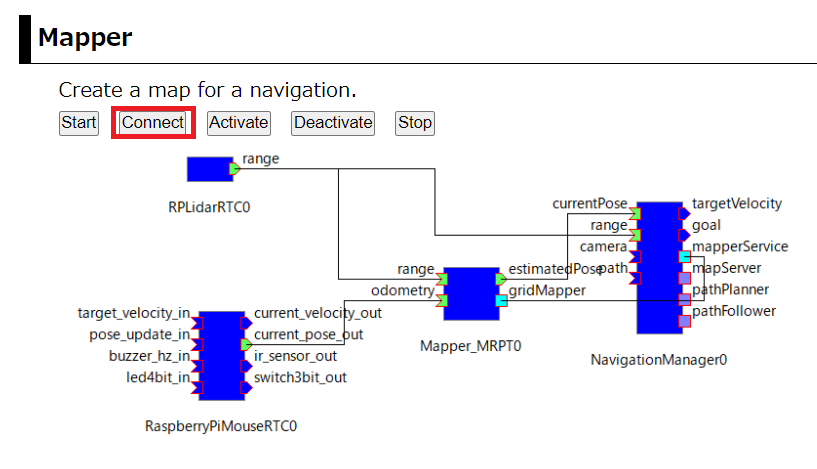 Mapper
Create a map for a navigation.
Start Connect Activate Deactivate Stop
range
RPLidarRTC0
currentPose targetVelocity
range goal
camera mapperService
path mapServer
pathPlanner
pathFollower
NavigationManager0
range estimatedPose
odometry gridMapper
Mapper_MRPT0
target_velocity_in current_velocity_out
pose_update_in current_pose_out
buzzer_hz_in ir_sensor_out
led4bit_in switch3bit_out
RaspberryPiMouseRTC0